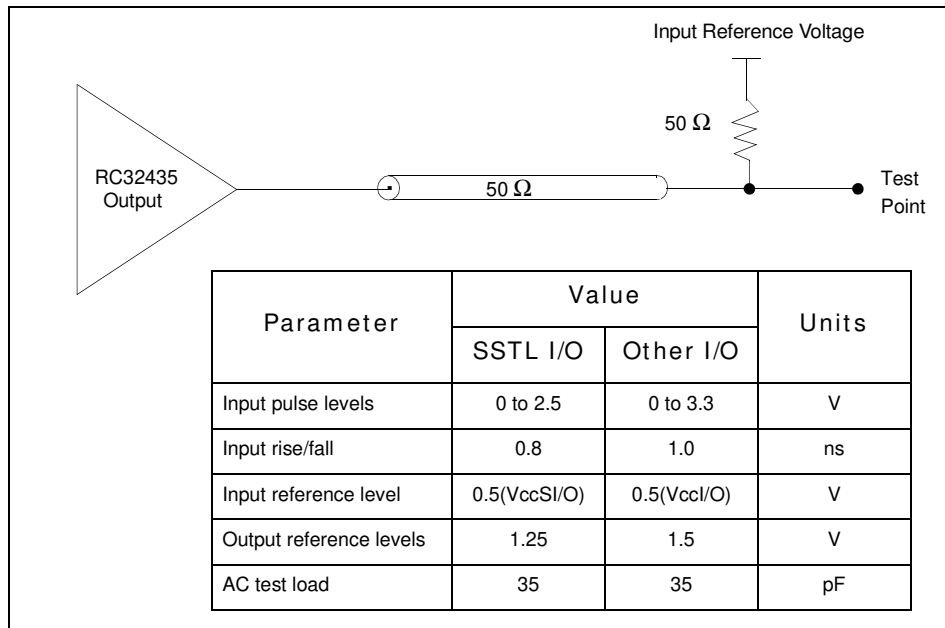 Input Reference Voltage
50 Ω
RC32435
Output
50 Ω
Test
Point
Parameter Value Units
SSTL I/O Other I/O
Input pulse levels 0 to 2.5 0 to 3.3 V
Input rise/fall 0.8 1.0 ns
Input reference level 0.5(VccSI/O) 0.5(VccI/O) V
Output reference levels 1.25 1.5 V
AC test load 35 35 pF